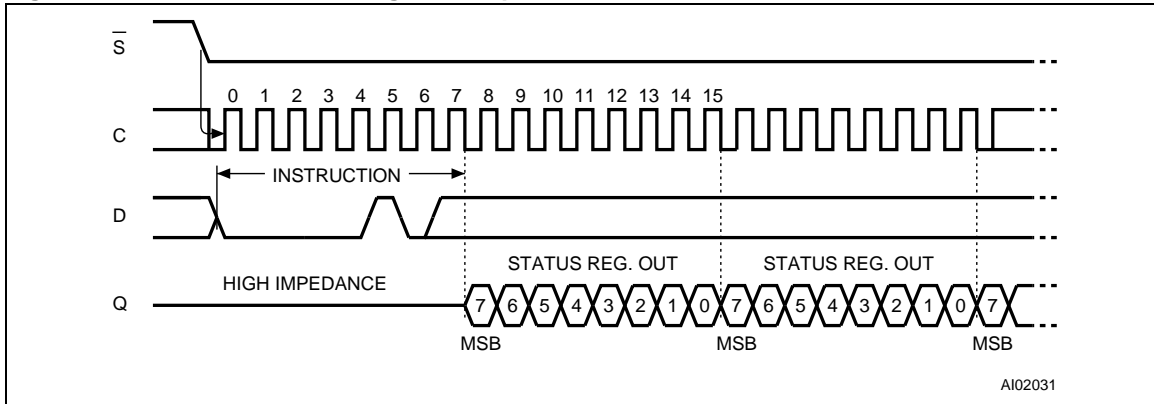 S
0 1 2 3 4 5 6 7 8 9 10 11 12 13 14 15
C
INSTRUCTION
D
STATUS REG. OUT STATUS REG. OUT
HIGH IMPEDANCE
Q 7 6 5 4 3 2 1 0 7 6 5 4 3 2 1 0 7
MSB MSB MSB
AI02031